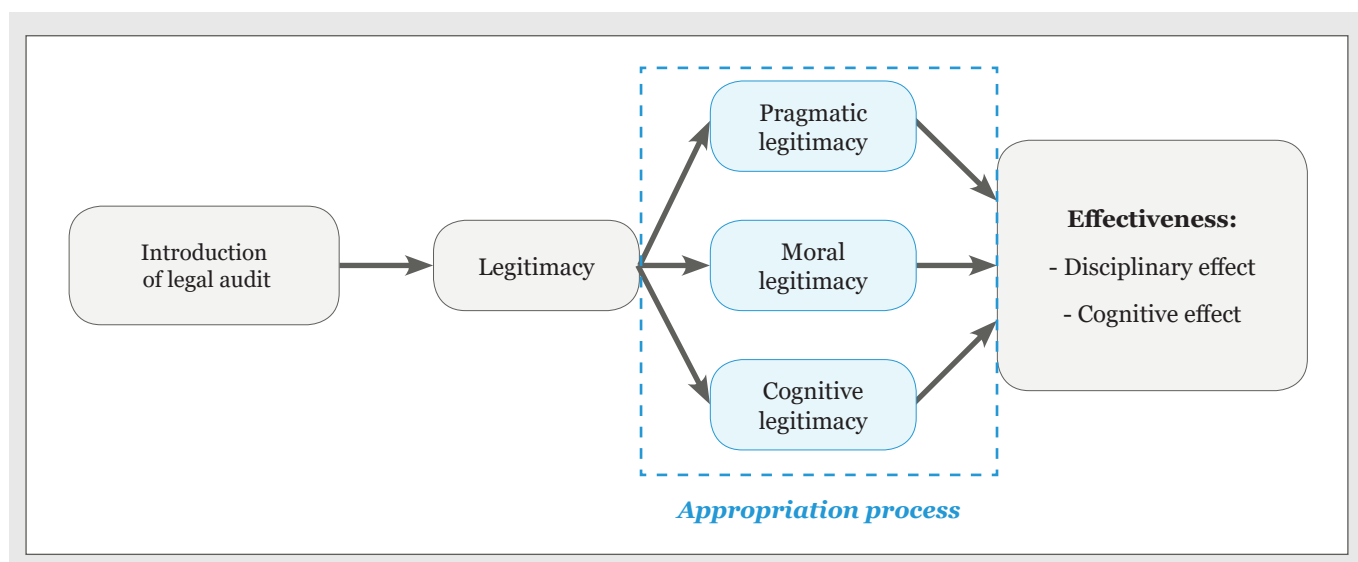 Introduction
of legal audit
Legitimacy
Pragmatic
legitimacy
Moral
legitimacy
Cognitive
legitimacy
Appropriation process
Effectiveness:
- Disciplinary effect
- Cognitive effect